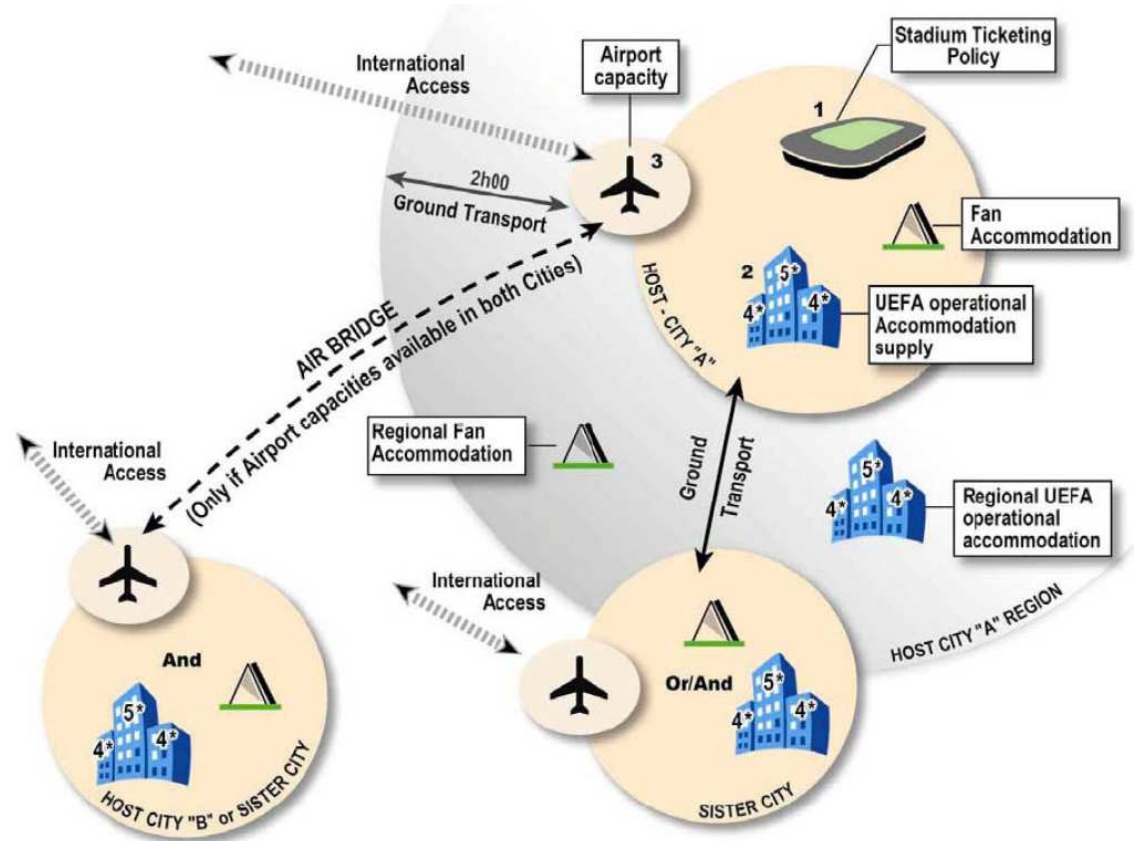 International
Access
Airport
capacity
Stadium Ticketing
Policy
1
3
2h00
Ground Transport
Fan
Accommodation
2
5*
4*
4*
UEFA operational
Accommodation
supply
HOST - CITY "A"
AIR BRIDGE
(Only if Airport capacities available in both Cities)
Regional Fan
Accommodation
Ground
Transport
5*
4*
4*
Regional UEFA
operational
accommodation
HOST CITY "A" REGION
International
Access
International
Access
And
5*
4*
4*
HOST CITY "B" or SISTER CITY
Or/And
5*
4*
4*
SISTER CITY